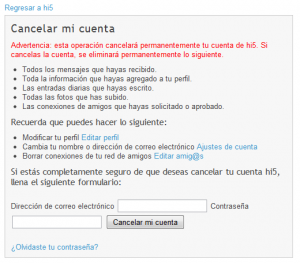 Regresar a hi5
Cancelar mi cuenta
Advertencia: esta operación cancelará permanentemente tu cuenta de hi5. Si
cancelas la cuenta, se eliminará permanentemente lo siguiente.
Todos los mensajes que hayas recibido.
Toda la información que hayas agregado a tu perfil.
Las entradas diarias que hayas escrito.
Todas las fotos que has subido.
Las conexiones de amigos que hayas solicitado o aprobado.
Recuerda que puedes hacer lo siguiente:
Modificar tu perfil Editar perfil
Cambia tu nombre o dirección de correo electrónico Ajustes de cuenta
Borrar conexiones de tu red de amigos Editar amig@s
Si estás completamente seguro de que deseas cancelar tu cuenta hi5,
llena el siguiente formulario:
Dirección de correo electrónico Contraseña
Cancelar mi cuenta
¿Olvidaste tu contraseña?